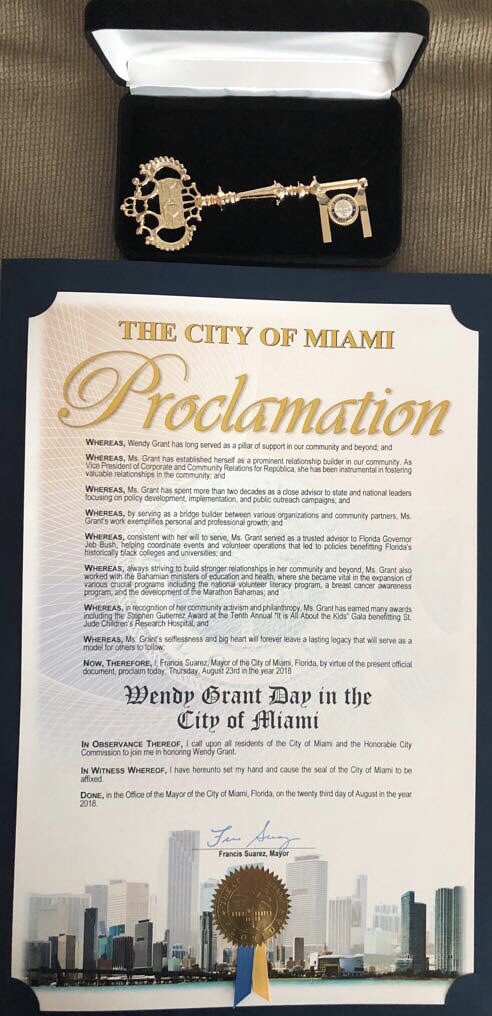 THE CITY OF MIAMI
Proclamation
WHEREAS, Wendy Grant has long served as a pillar of support in our community and beyond; and
WHEREAS, Ms. Grant has established herself as a prominent relationship builder in our community. As
Vice President of Corporate and Community Relations for Republica, she has been instrumental in fostering
valuable relationships in the community; and
WHEREAS, Ms. Grant has spent more than two decades as a close advisor to state and national leaders
focusing on policy development, implementation, and public outreach campaigns; and
WHEREAS, by serving as a bridge builder between various organizations and community partners, Ms.
Grant's work exemplifies personal and professional growth; and
WHEREAS, consistent with her will to serve, Ms. Grant served as a trusted advisor to Florida Governor
Jeb Bush, helping coordinate events and volunteer operations that led to policies benefitting Florida's
historically black colleges and universities; and
WHEREAS, always striving to build stronger relationships in her community and beyond, Ms. Grant also
worked with the Bahamian ministers of education and health, where she became vital in the expansion of
various crucial programs including the national volunteer literacy program, a breast cancer awareness
program, and the development of the Marathon Bahamas; and
WHEREAS, in recognition of her community activism and philanthropy, Ms. Grant has earned many awards
including the Stephen Gutierrez Award at the Tenth Annual "It is All About the Kids" Gala benefitting St.
Jude Children's Research Hospital, and
WHEREAS, Ms. Grant's selflessness and big heart will forever leave a lasting legacy that will serve as a
model for others to follow;
NOW, THEREFORE, I, Francis Suarez, Mayor of the City of Miami, Florida, by virtue of the present official
document, proclaim today, Thursday, August 23rd in the year 2018
Wendy Grant Day in the
City of Miami
IN OBSERVANCE THEREOF, I call upon all residents of the City of Miami and the Honorable City
Commission to join me in honoring Wendy Grant.
IN WITNESS WHEREOF, I have hereunto set my hand and cause the seal of the City of Miami to be
affixed.
DONE, in the Office of the Mayor of the City of Miami, Florida, on the twenty third day of August in the year
2018.
Francis Suarez, Mayor